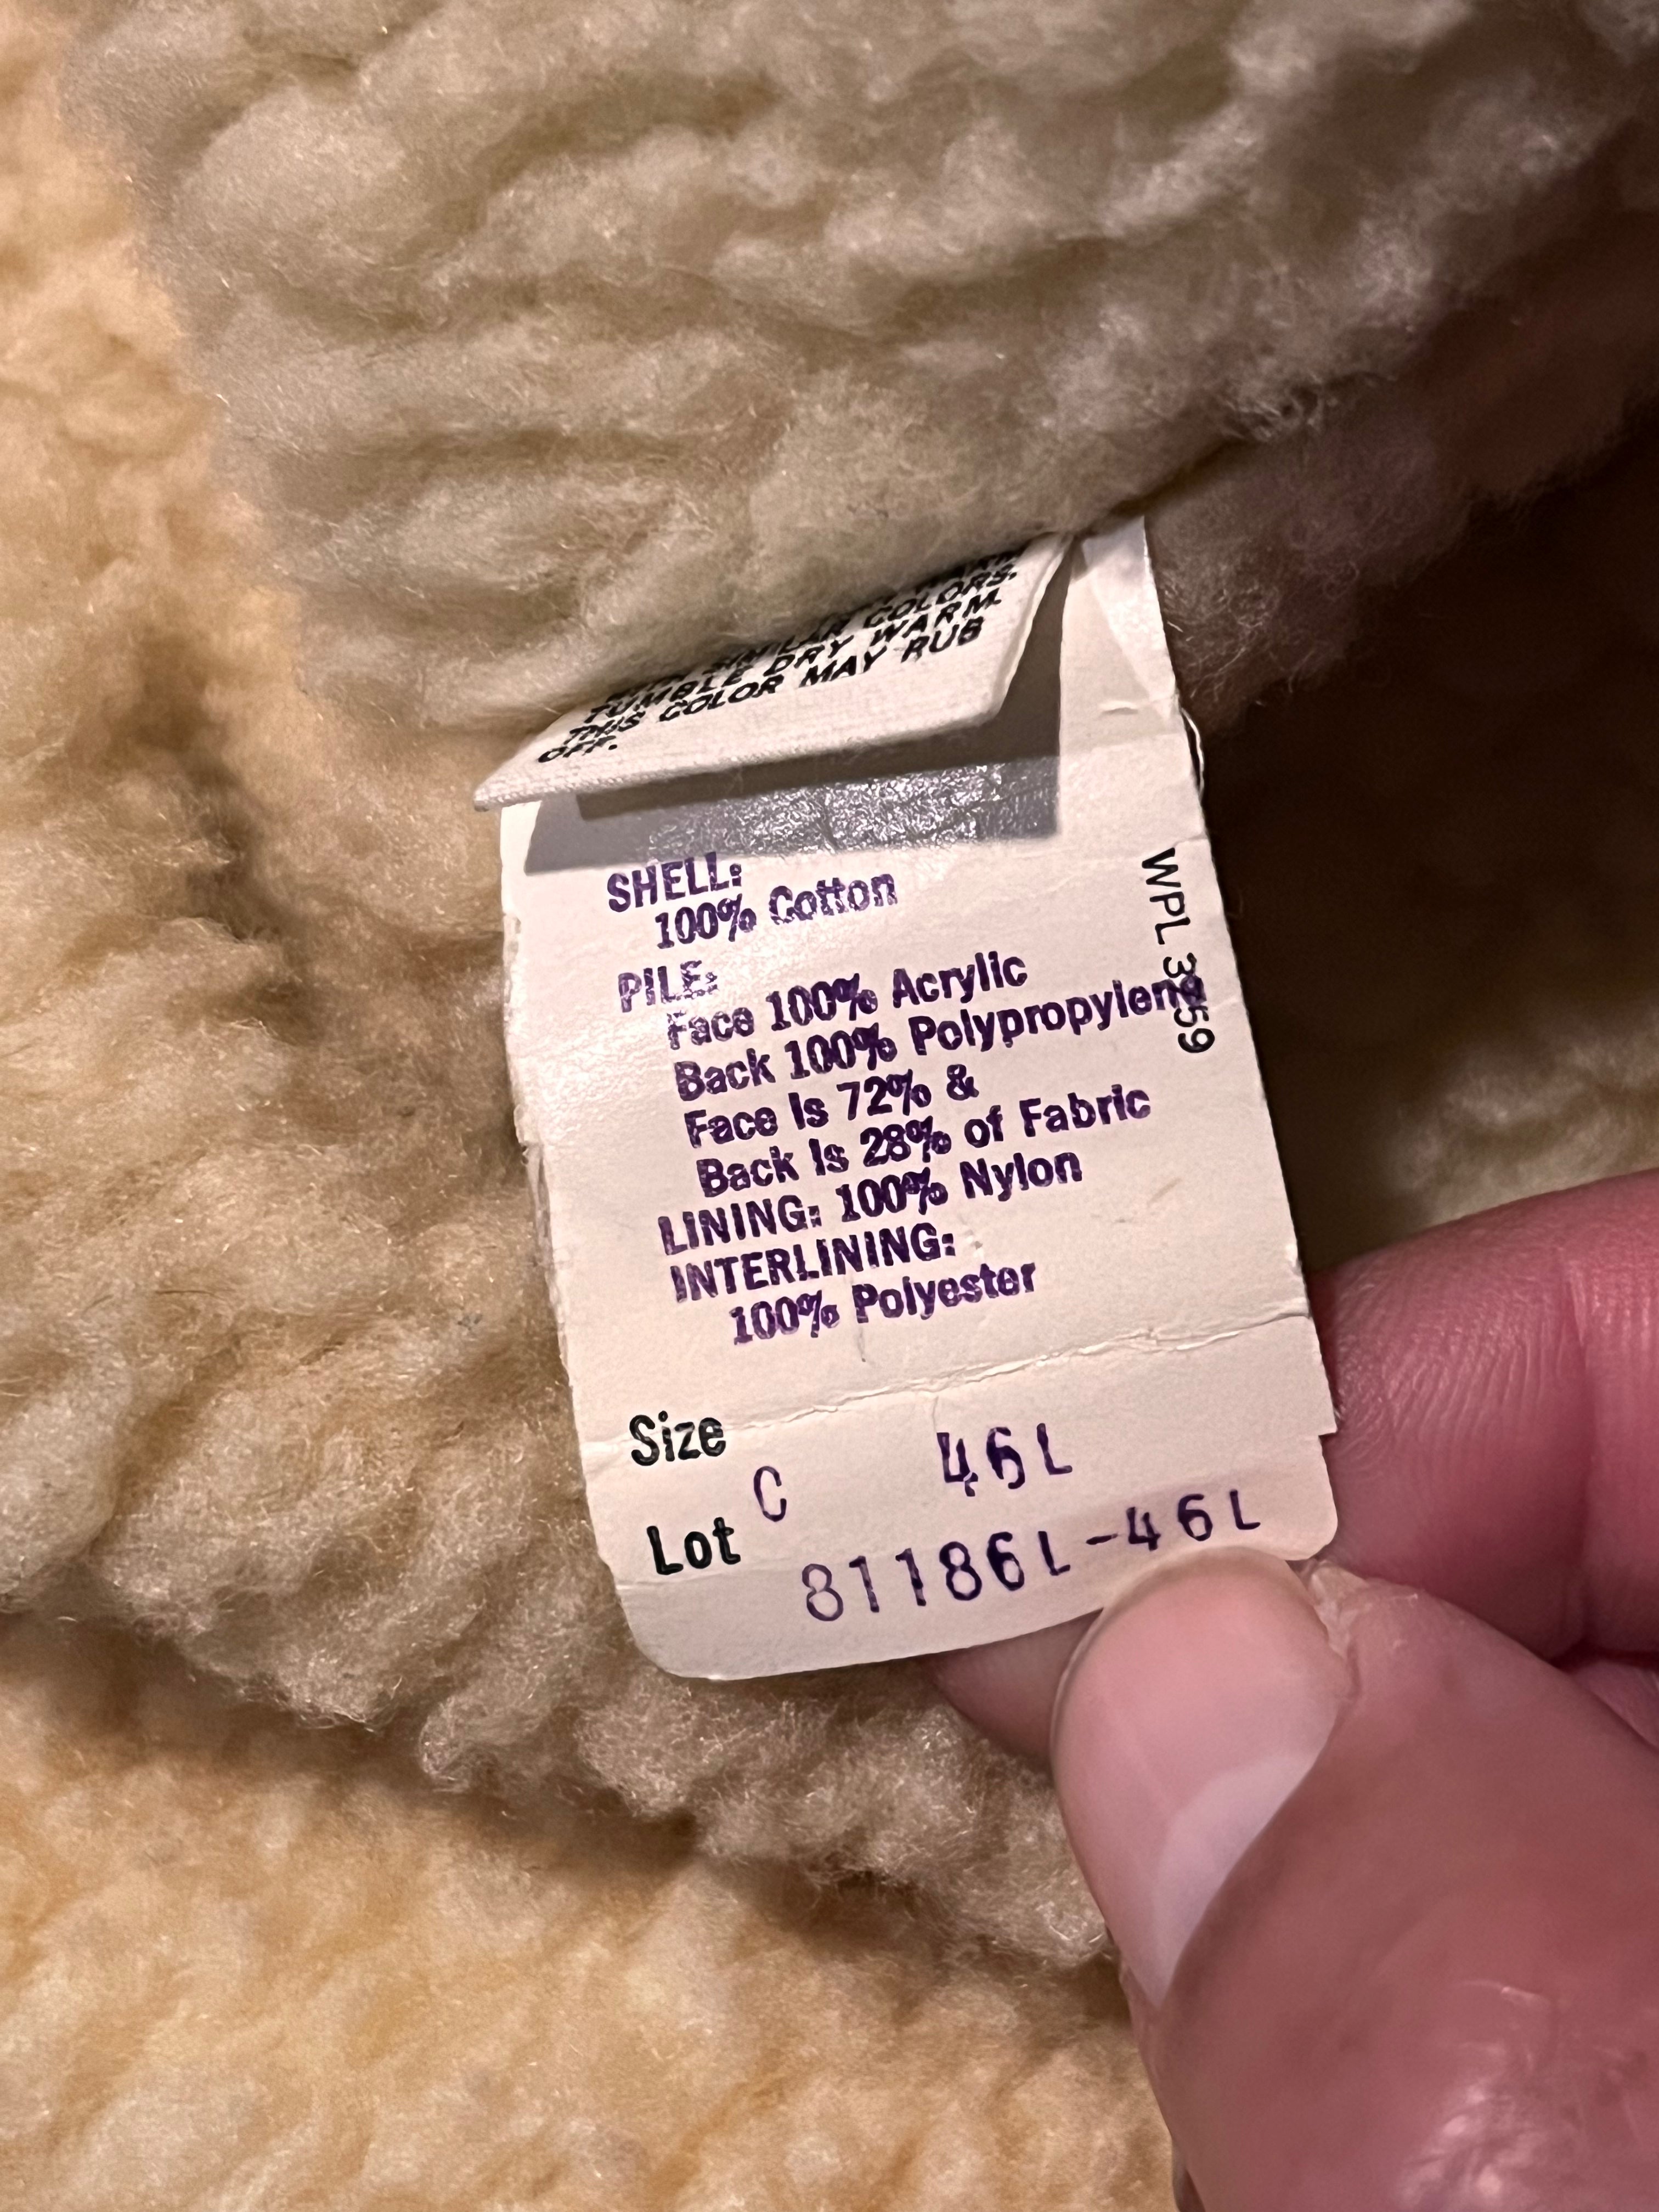 SIMILAR COLORS.
TUMBLE DRY WARM.
THIS COLOR MAY RUB
OFF.
SHELL:
100% Cotton
PILE:
Face 100% Acrylic
Back 100% Polypropylene
Face Is 72% &
Back Is 28% of Fabric
LINING: 100% Nylon
INTERLINING:
100% Polyester
WPL
Size
C 46L
Lot
81186L-46L